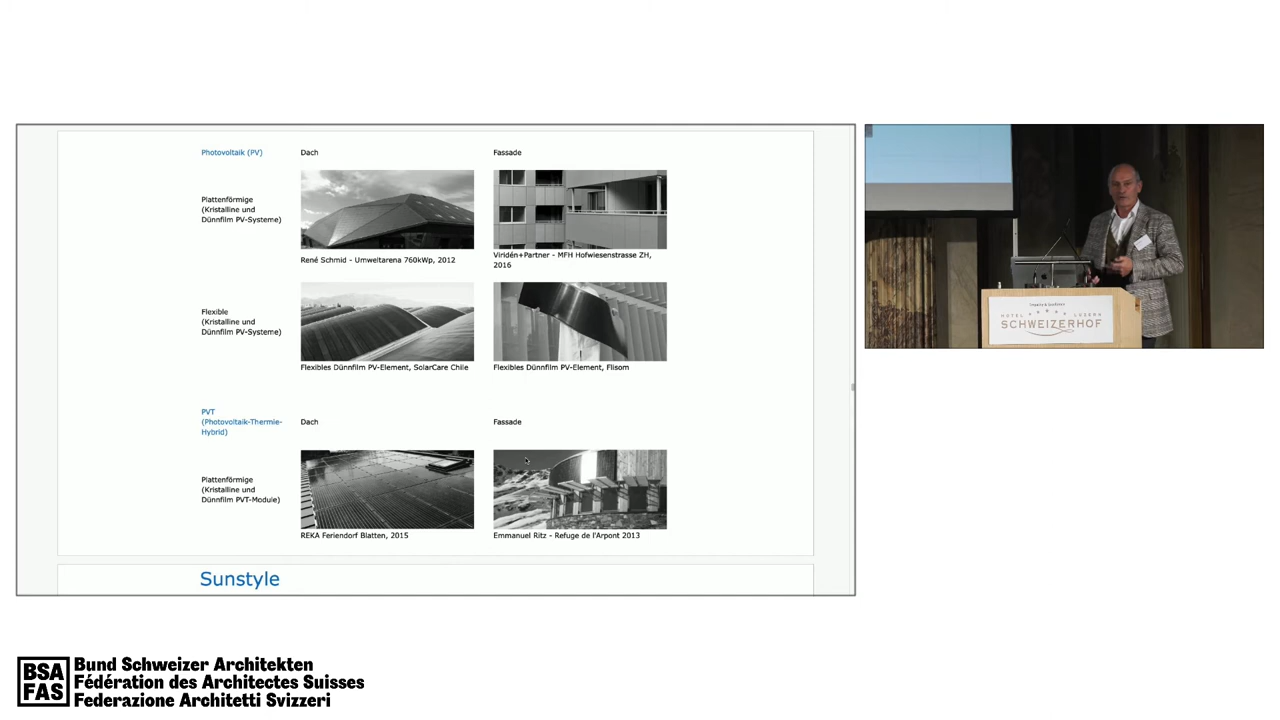 Photovoltaik (PV)
Dach
Fassade
Plattenförmige
(Kristalline und
Dünnfilm PV-Systeme)
René Schmid - Umweltarena 760kWp, 2012
Viridén+Partner - MFH Hofwiesenstrasse ZH,
2016
Flexible
(Kristalline und
Dünnfilm PV-Systeme)
Flexibles Dünnfilm PV-Element, SolarCare Chile
Flexibles Dünnfilm PV-Element, Flisom
PVT
(Photovoltaik-Thermie-
Hybrid)
Dach
Fassade
Plattenförmige
(Kristalline und
Dünnfilm PVT-Module)
REKA Feriendorf Blatten, 2015
Emmanuel Ritz - Refuge de l'Arpont 2013
Sunstyle
HOTEL LUZERN
SCHWEIZERHOF
BSA
FAS
Bund Schweizer Architekten
Fédération des Architectes Suisses
Federazione Architetti Svizzeri